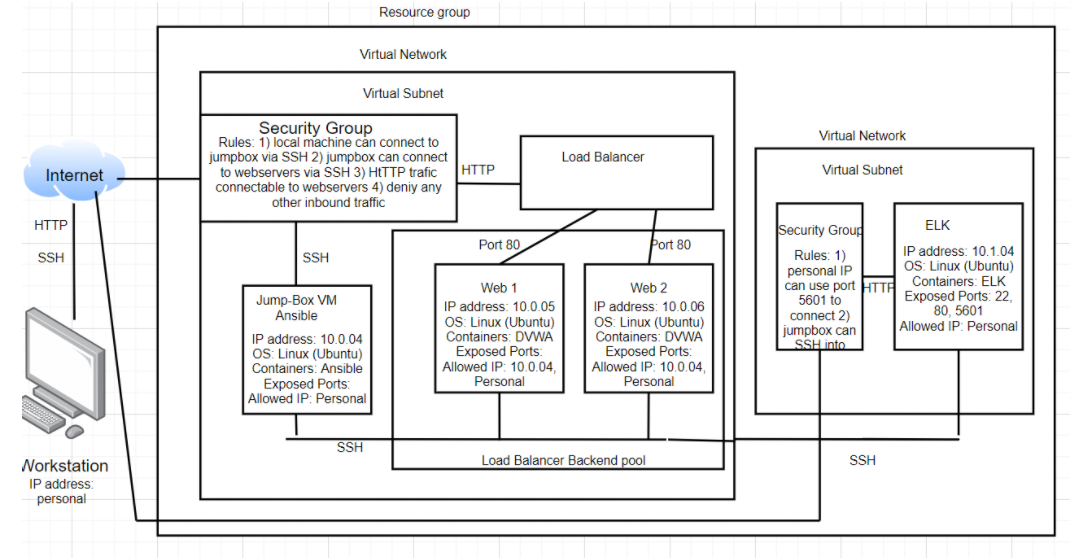 Resource group
Virtual Network
Virtual Subnet
Security Group
Rules: 1) local machine can connect to
jumpbox via SSH 2) jumpbox can connect
to webservers via SSH 3) HtTTP trafic
connectable to webservers 4) deniy any
other inbound traffic
Internet
HTTP
SSH
Workstation
IP address:
personal
HTTP
Load Balancer
SSH
Jump-Box VM
Ansible
IP address: 10.0.04
OS: Linux (Ubuntu)
Containers: Ansible
Exposed Ports:
Allowed IP: Personal
Port 80
Port 80
Web 1
IP address: 10.0.05
OS: Linux (Ubuntu)
Containers: DVWA
Exposed Ports:
Allowed IP: 10.0.04,
Personal
Web 2
IP address: 10.0.06
OS: Linux (Ubuntu)
Containers: DVWA
Exposed Ports:
Allowed IP: 10.0.04,
Personal
SSH
Load Balancer Backend pool
Virtual Network
Virtual Subnet
Security Group
Rules: 1)
personal IP
can use port
5601 to
connect 2)
jumpbox can
SSH into
HTTP
ELK
IP address: 10.1.04
OS: Linux (Ubuntu)
Containers: ELK
Exposed Ports: 22,
80, 5601
Allowed IP: Personal
SSH